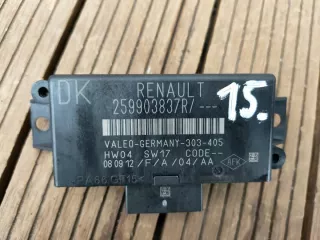 DK
RENAULT
259903837R/---
15.
VALEO-GERMANY-303-405
HW04 SW17 CODE--
080912/F/A/04/AA